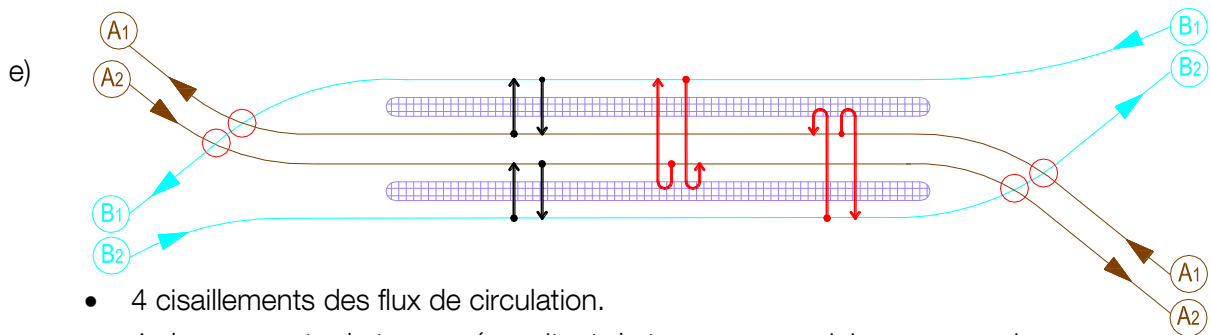 A1
B1
e)
A2
B2
B1
B2
A1
A2
• 4 cisaillements des flux de circulation.